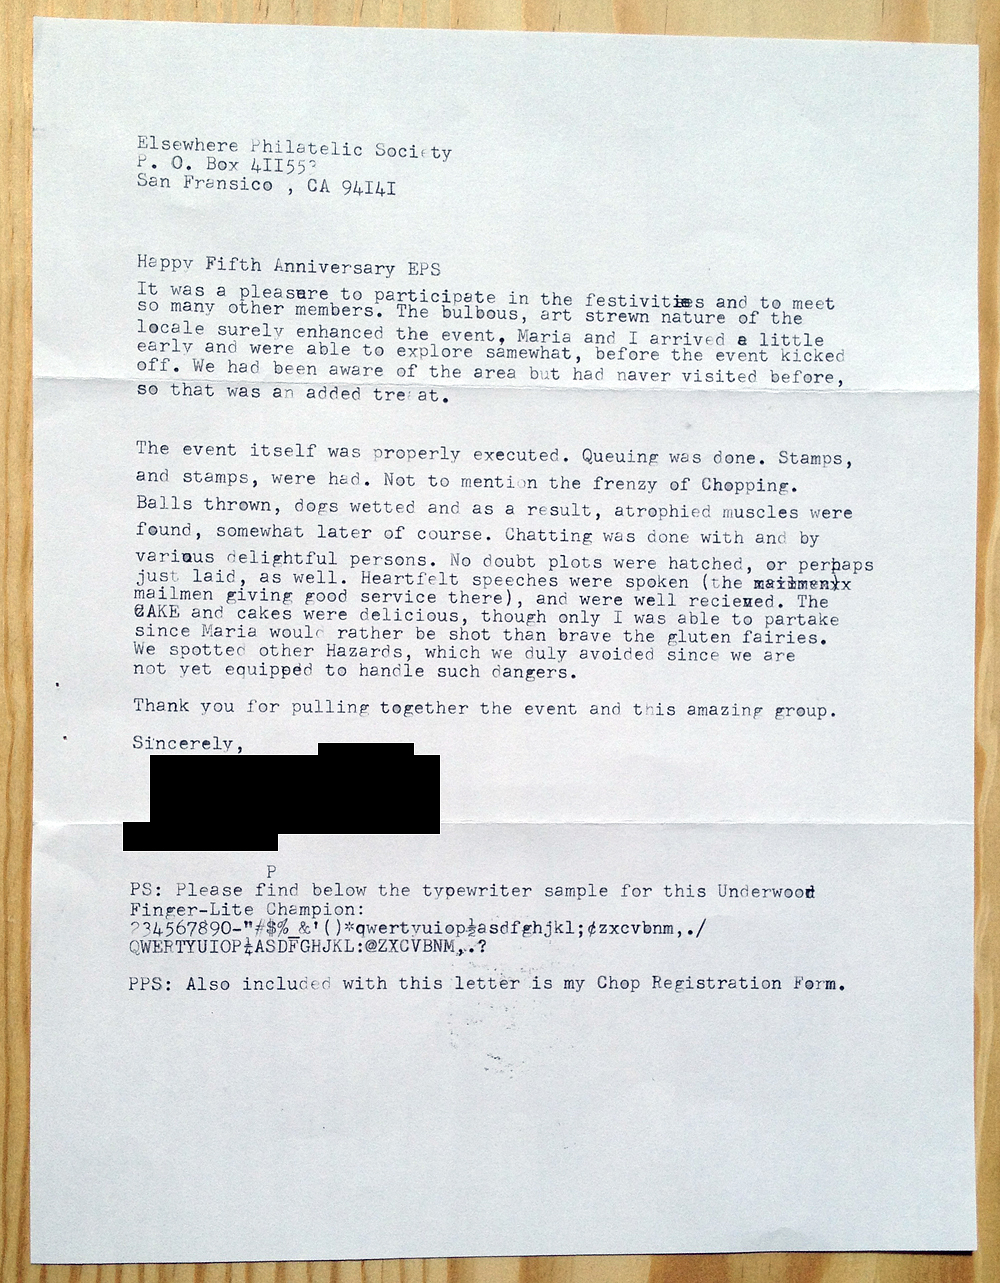 Elsewhere Philatelic Society
P. O. Box 4II553
San Fransico , CA 94I4I
Happy Fifth Anniversary EPS
It was a pleasure to participate in the festivities and to meet
so many other members. The bulbous, art strewn nature of the
locale surely enhanced the event, Maria and I arrived a little
early and were able to explore samewhat, before the event kicked
off. We had been aware of the area but had naver visited before,
so that was an added tre at.
The event itself was properly executed. Queuing was done. Stamps,
and stamps, were had. Not to mention the frenzy of Chopping.
Balls thrown, dogs wetted and as a result, atrophied muscles were
found, somewhat later of course. Chatting was done with and by
various delightful persons. No doubt plots were hatched, or perhaps
just laid, as well. Heartfelt speeches were spoken (the
mailmen giving good service there), and were well recieved. The
CAKE and cakes were delicious, though only I was able to partake
since Maria would rather be shot than brave the gluten fairies.
We spotted other Hazards, which we duly avoided since we are
not yet equipped to handle such dangers.
Thank you for pulling together the event and this amazing group.
Sincerely,
P
PS: Please find below the typewriter sample for this Underwood
Finger-Lite Champion:
234567890-"#$%_&'()*qwertyuiop½asdfghjkl;¢zxcvbnm,./
QWERTYUIOP¼ASDFGHJKL:@ZXCVBNM,.?
PPS: Also included with this letter is my Chop Registration Form.